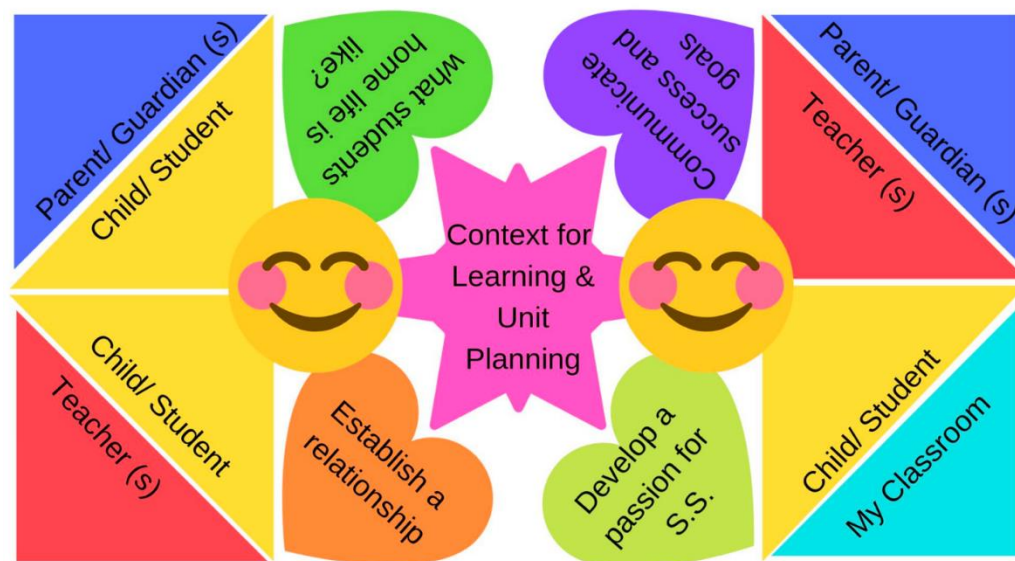 Parent/ Guardian (s)
Child/ Student
what students
home life is
like?
Communicate
success and
goals
Parent/ Guardian (s)
Teacher (s)
Context for
Learning &
Unit
Planning
Child/ Student
Teacher (s)
Establish a
relationship
Develop a
passion for
S.S.
Child/ Student
My Classroom